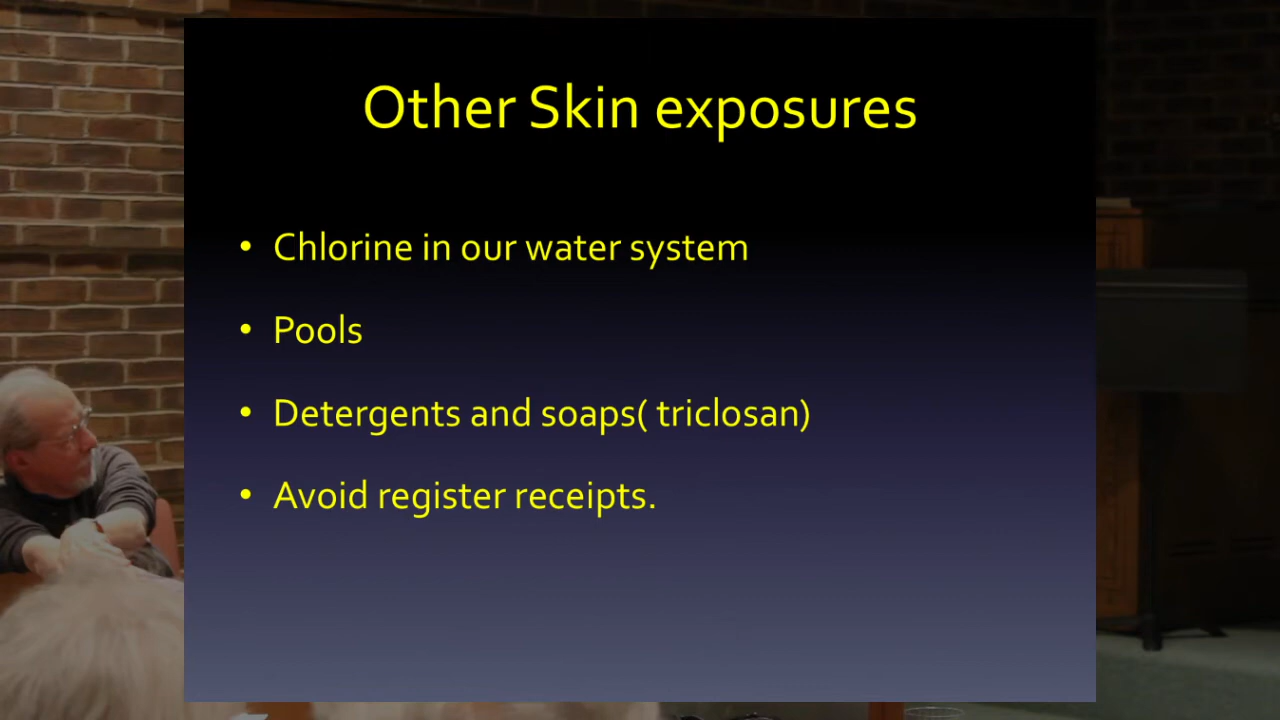 Other Skin exposures
• Chlorine in our water system
• Pools
• Detergents and soaps( triclosan)
• Avoid register receipts.